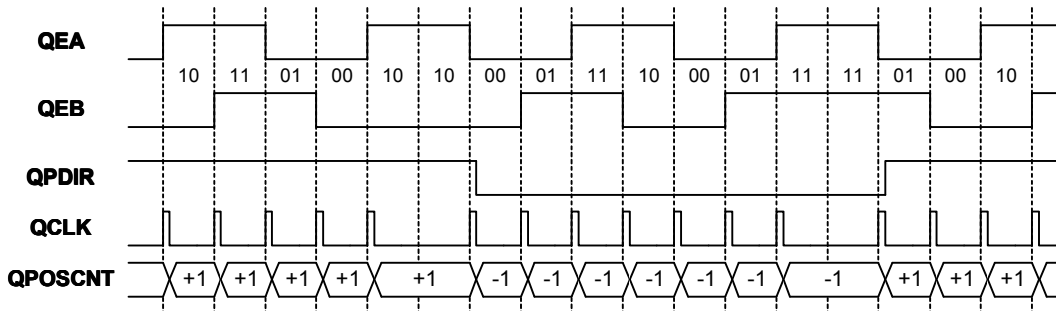 QEA
10 11 01 00 10 10 00 01 11 10 00 01 11 11 01 00 10
QEB
QPDIR
QCLK
QPOSCNT +1 +1 +1 +1 +1 -1 -1 -1 -1 -1 -1 -1 +1 +1 +1